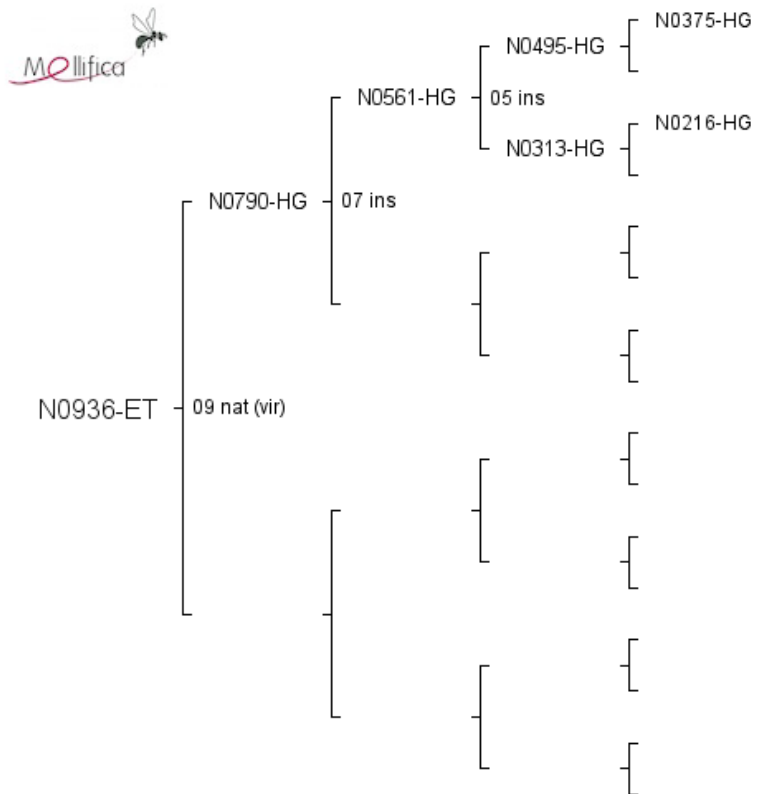 Mellifica
N0375-HG
N0495-HG
N0561-HG
05 ins
N0216-HG
N0313-HG
N0790-HG
07 ins
N0936-ET
09 nat (vir)